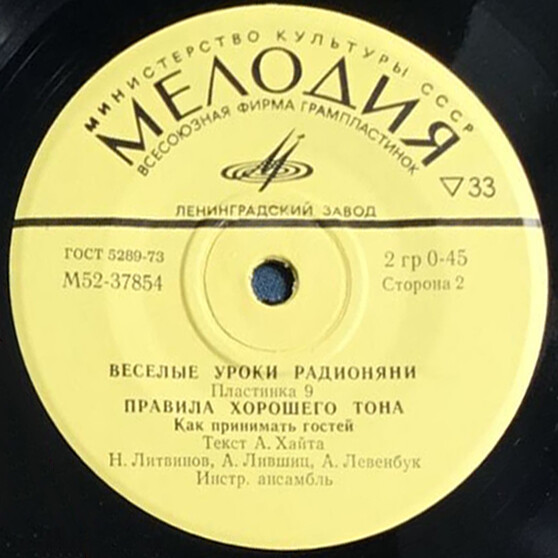 МИНИСТЕРСТВО КУЛЬТУРЫ СССР
МЕЛОДИЯ
ВСЕСОЮЗНАЯ ФИРМА ГРАМПЛАСТИНОК
▽33
ЛЕНИНГРАДСКИЙ ЗАВОД
ГОСТ 5289-73
М52-37854
2 гр 0-45
Сторона 2
ВЕСЕЛЫЕ УРОКИ РАДИОНЯНИ
Пластинка 9
ПРАВИЛА ХОРОШЕГО ТОНА
Как принимать гостей
Текст А. Хайта
Н. Литвинов, А. Лившиц, А. Левенбук
Инстр. ансамбль